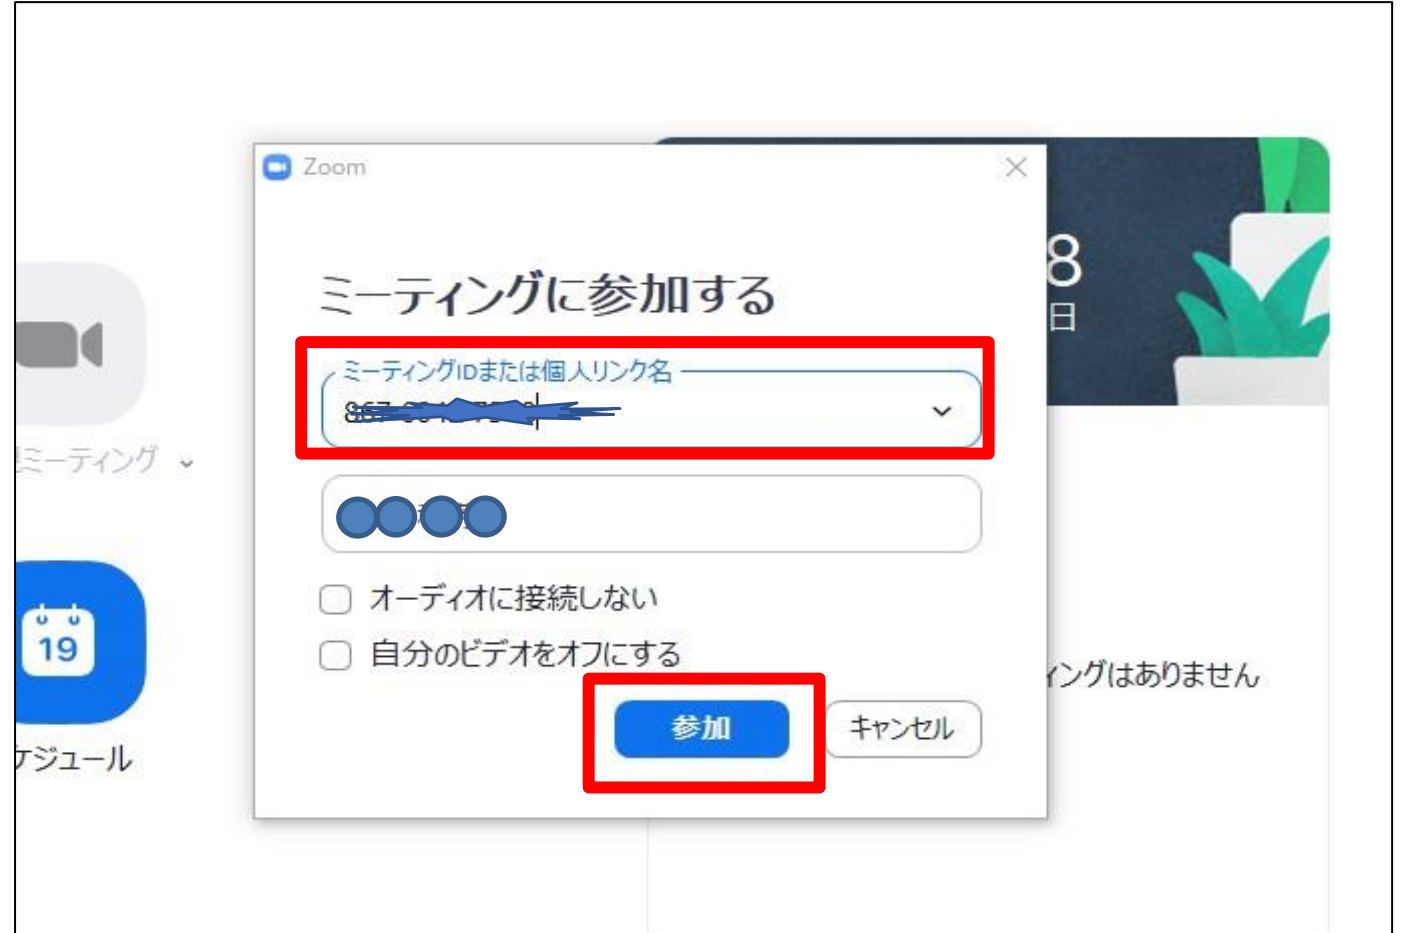 Zoom
ミーティングに参加する
ミーティングIDまたは個人リンク名
オーディオに接続しない
自分のビデオをオフにする
参加
キャンセル
8
日
ミーティング
19
ケジュール
ィングはありません